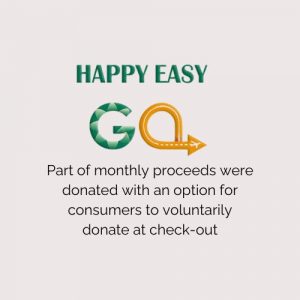 HAPPY EASY
GO
Part of monthly proceeds were
donated with an option for
consumers to voluntarily
donate at check-out